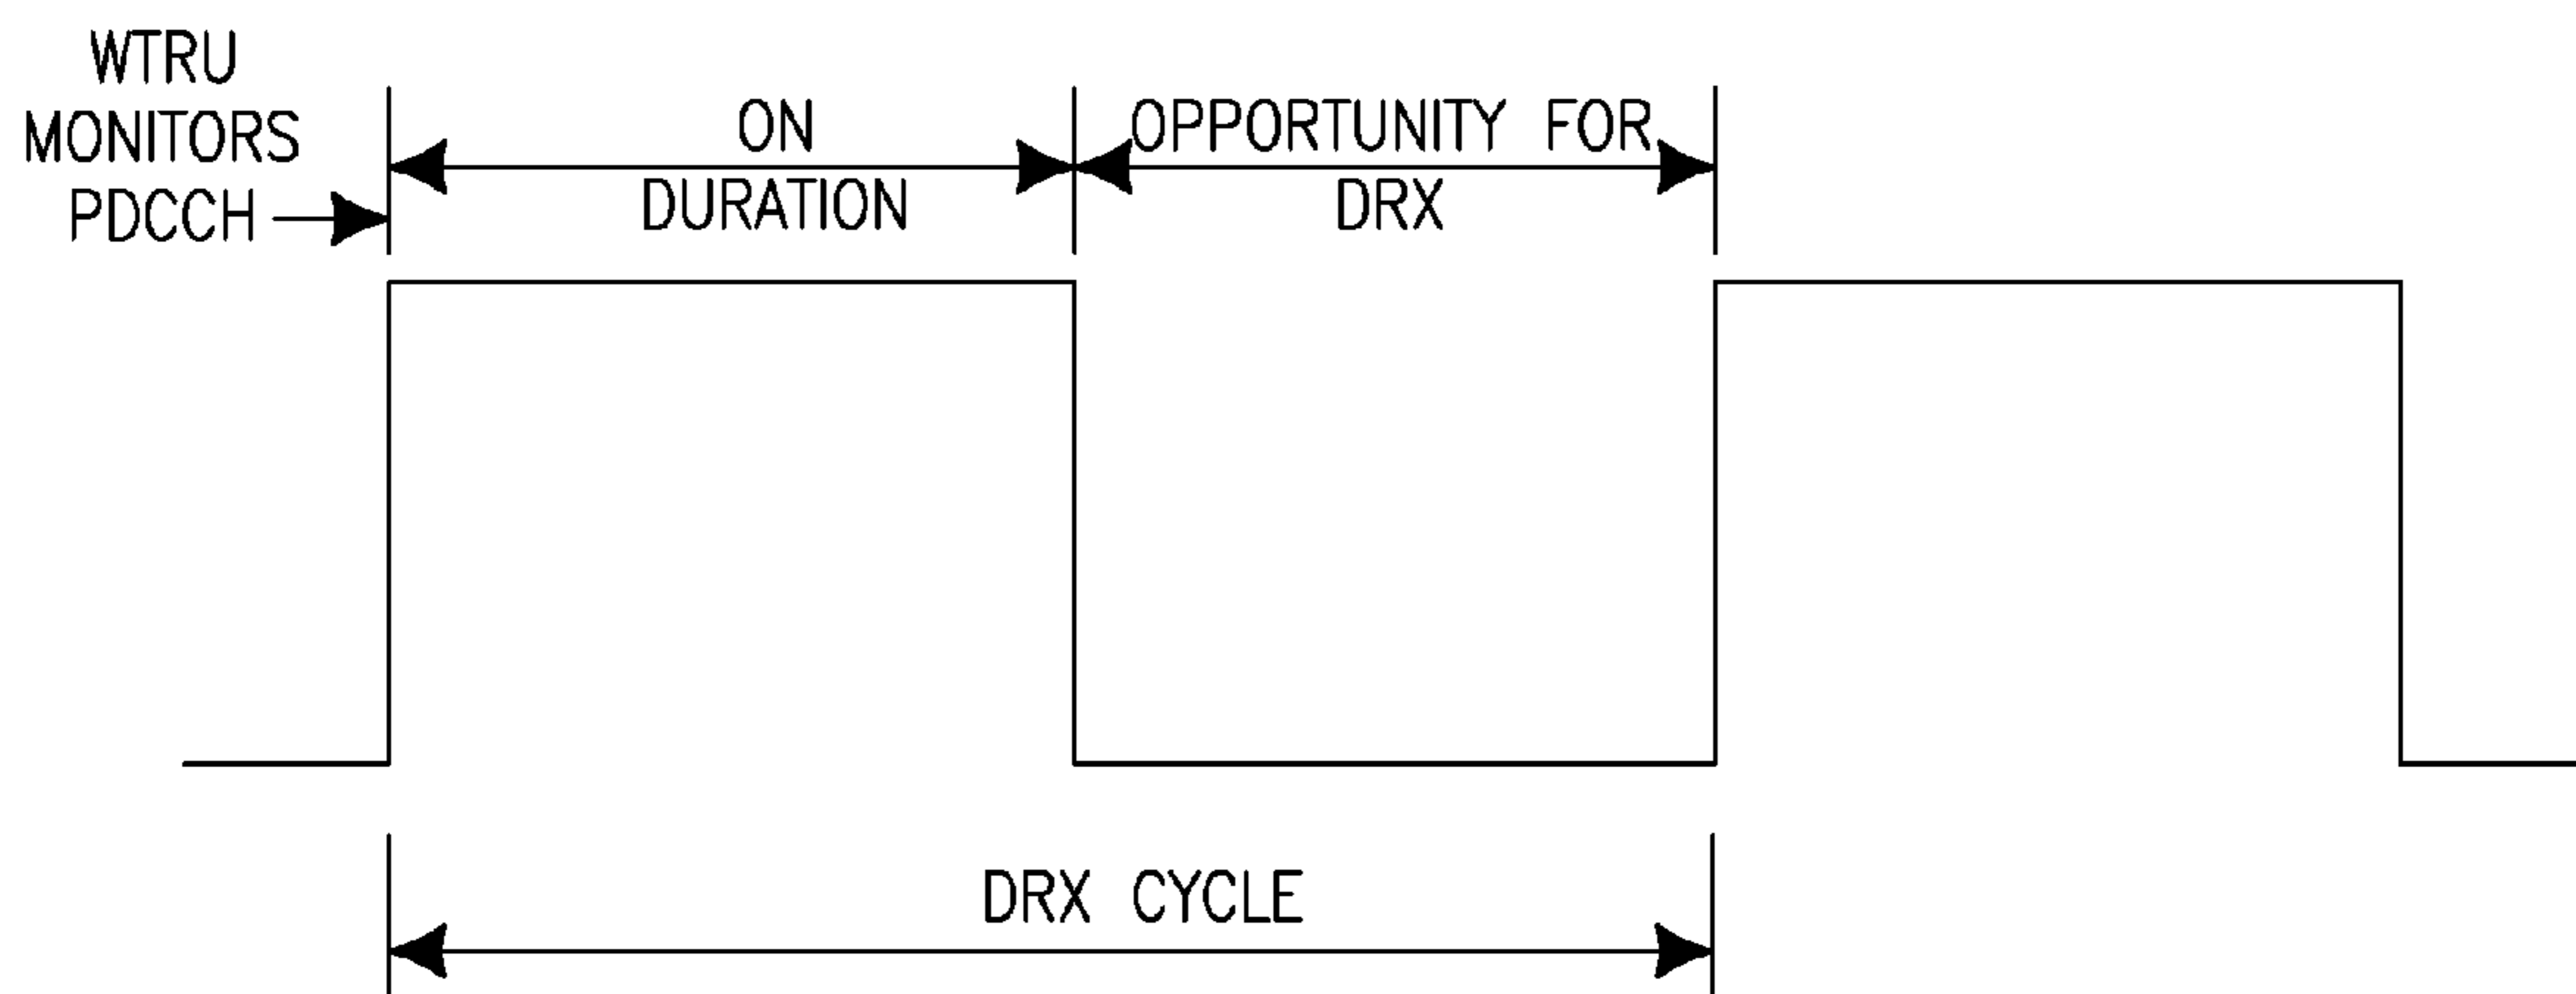 WTRU
MONITORS
PDCCH
ON
DURATION
OPPORTUNITY FOR
DRX
DRX CYCLE